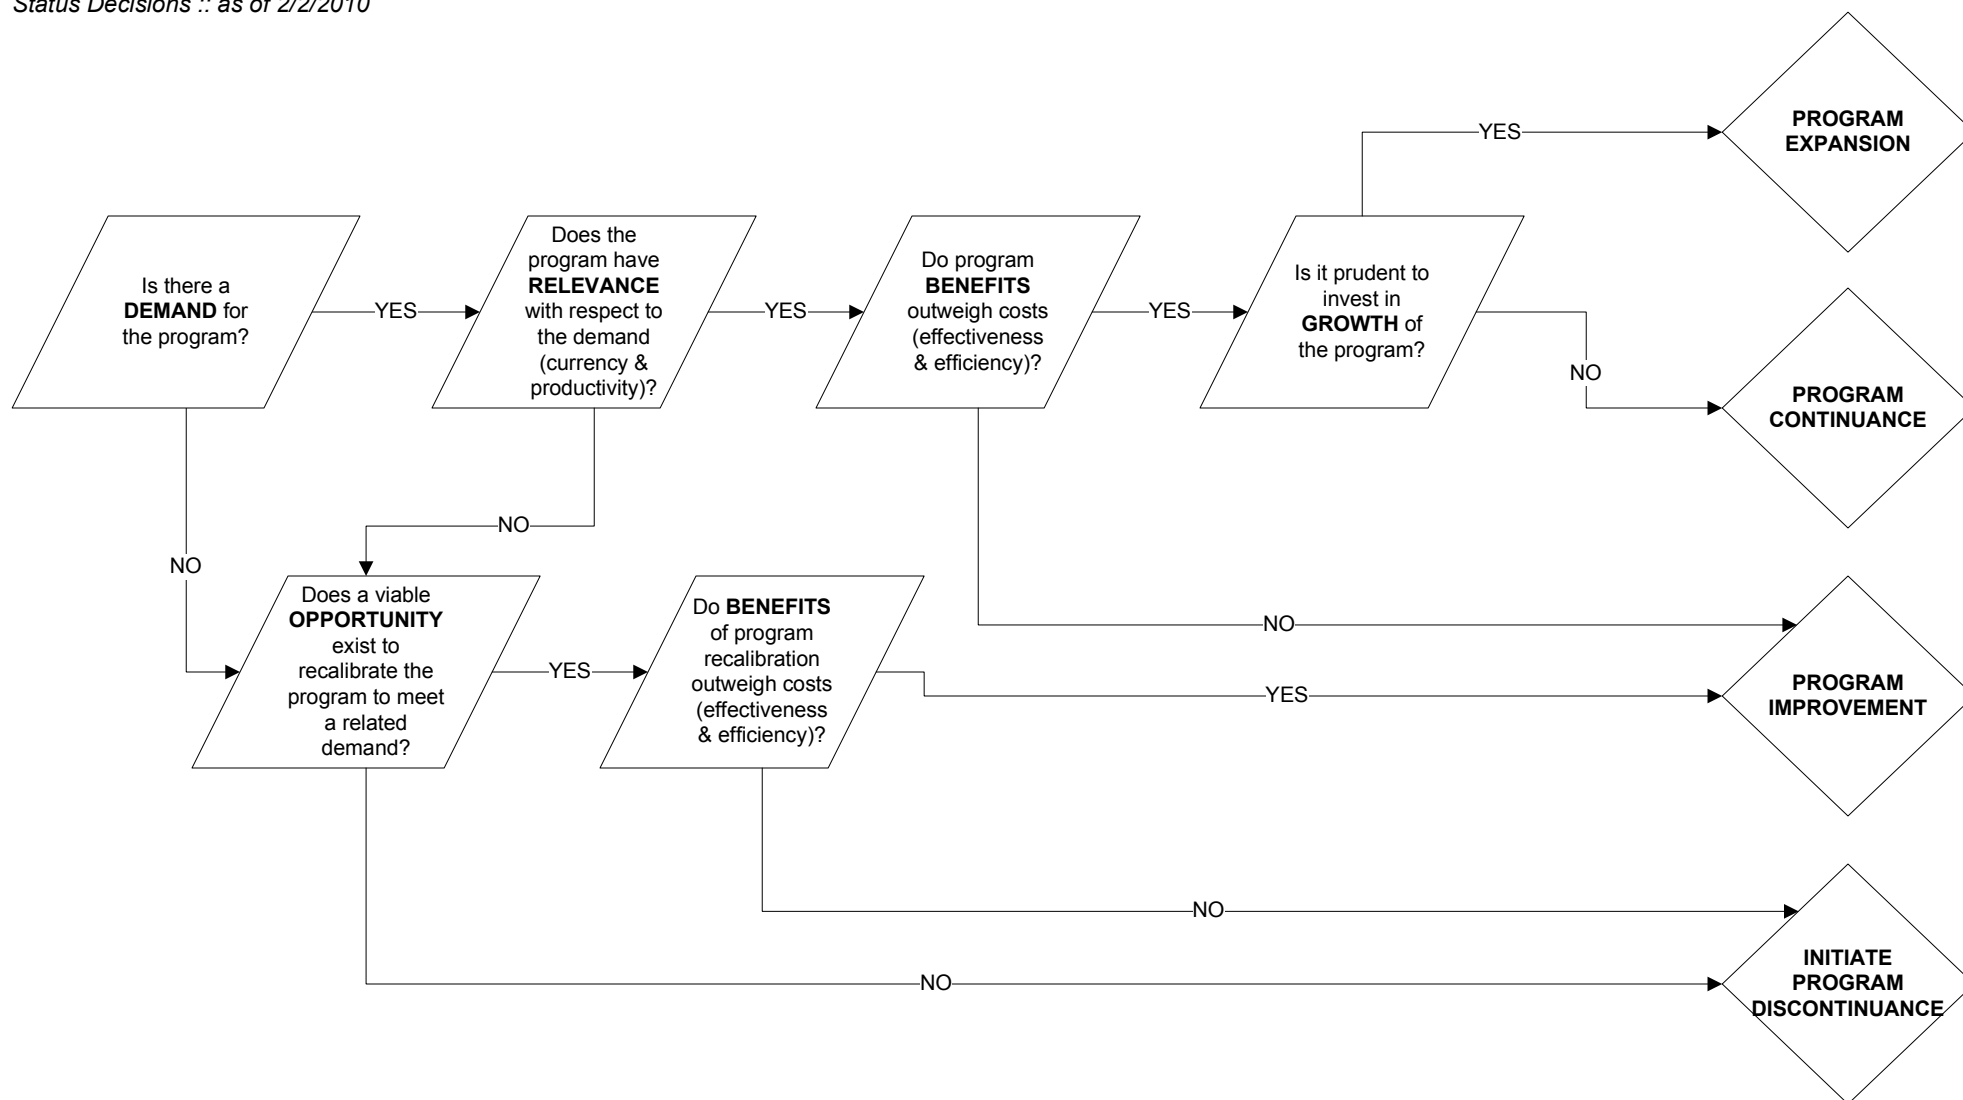 Status Decisions :: as of 2/2/2010
PROGRAM
EXPANSION
YES
Is there a
DEMAND for
the program?
YES
Does the
program have
RELEVANCE
with respect to
the demand
(currency &
productivity)?
YES
Do program
BENEFITS
outweigh costs
(effectiveness
& efficiency)?
YES
Is it prudent to
invest in
GROWTH of
the program?
NO
PROGRAM
CONTINUANCE
NO
NO
Does a viable
OPPORTUNITY
exist to
recalibrate the
program to meet
a related
demand?
YES
Do BENEFITS
of program
recalibration
outweigh costs
(effectiveness
& efficiency)?
NO
YES
PROGRAM
IMPROVEMENT
NO
NO
INITIATE
PROGRAM
DISCONTINUANCE